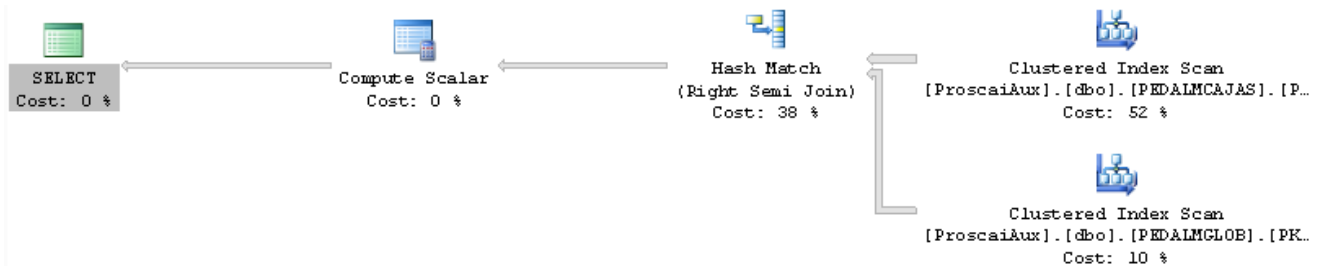 SELECT
Cost: 0 %
Compute Scalar
Cost: 0 %
Hash Match
(Right Semi Join)
Cost: 38 %
Clustered Index Scan
[ProscaiAux].[dbo].[PEDALMCAJAS].[P…
Cost: 52 %
Clustered Index Scan
[ProscaiAux].[dbo].[PEDALMGLOB].[PK…
Cost: 10 %